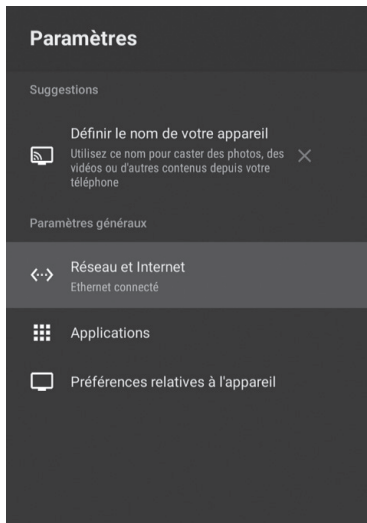 Paramètres
Suggestions
Définir le nom de votre appareil
Utilisez ce nom pour caster des photos, des
vidéos ou d'autres contenus depuis votre
téléphone
Paramètres généraux
Réseau et Internet
Ethernet connecté
Applications
Préférences relatives à l'appareil